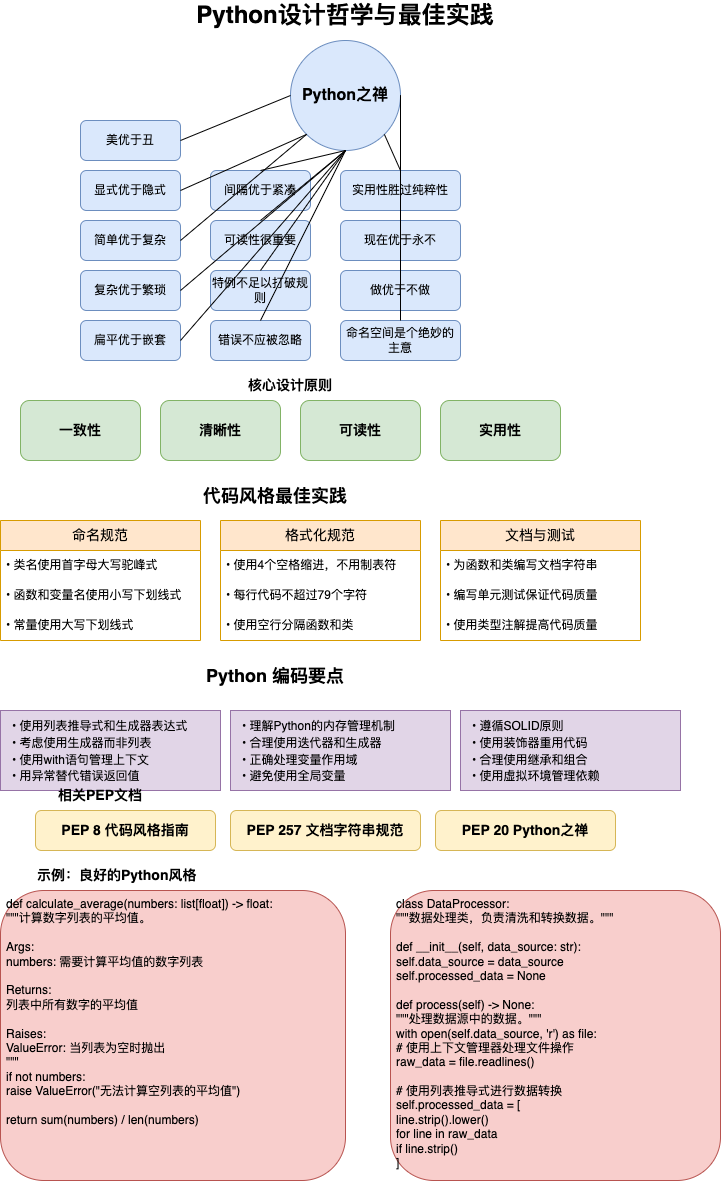 Python设计哲学与最佳实践
Python之禅
美优于丑
显式优于隐式
间隔优于紧凑
实用性胜过纯粹性
简单优于复杂
可读性很重要
现在优于永不
复杂优于繁琐
特例不足以打破规
则
做优于不做
扁平优于嵌套
错误不应被忽略
命名空间是个绝妙的
主意
核心设计原则
一致性
清晰性
可读性
实用性
代码风格最佳实践
命名规范
• 类名使用首字母大写驼峰式
• 函数和变量名使用小写下划线式
• 常量使用大写下划线式
格式化规范
• 使用4个空格缩进，不用制表符
• 每行代码不超过79个字符
• 使用空行分隔函数和类
文档与测试
• 为函数和类编写文档字符串
• 编写单元测试保证代码质量
• 使用类型注解提高代码质量
Python 编码要点
• 使用列表推导式和生成器表达式
• 考虑使用生成器而非列表
• 使用with语句管理上下文
• 用异常替代错误返回值
• 理解Python的内存管理机制
• 合理使用迭代器和生成器
• 正确处理变量作用域
• 避免使用全局变量
• 遵循SOLID原则
• 使用装饰器重用代码
• 合理使用继承和组合
• 使用虚拟环境管理依赖
相关PEP文档
PEP 8 代码风格指南
PEP 257 文档字符串规范
PEP 20 Python之禅
示例：良好的Python风格
def calculate_average(numbers: list[float]) -> float:
"""计算数字列表的平均值。
Args:
numbers: 需要计算平均值的数字列表
Returns:
列表中所有数字的平均值
Raises:
ValueError: 当列表为空时抛出
"""
if not numbers:
raise ValueError("无法计算空列表的平均值")
return sum(numbers) / len(numbers)
class DataProcessor:
"""数据处理类，负责清洗和转换数据。"""
def __init__(self, data_source: str):
self.data_source = data_source
self.processed_data = None
def process(self) -> None:
"""处理数据源中的数据。"""
with open(self.data_source, 'r') as file:
# 使用上下文管理器处理文件操作
raw_data = file.readlines()
# 使用列表推导式进行数据转换
self.processed_data = [
line.strip().lower()
for line in raw_data
if line.strip()
]